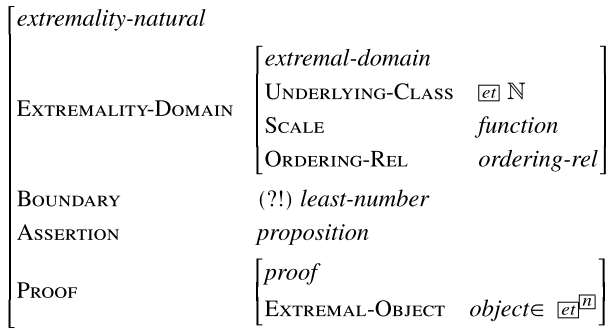 extremality-natural
extremal-domain
EXTREMALITY-DOMAIN UNDERLYING-CLASS et ℕ
SCALE function
ORDERING-REL ordering-rel
BOUNDARY (?!) least-number
ASSERTION proposition
PROOF proof
EXTREMAL-OBJECT object∈ et n